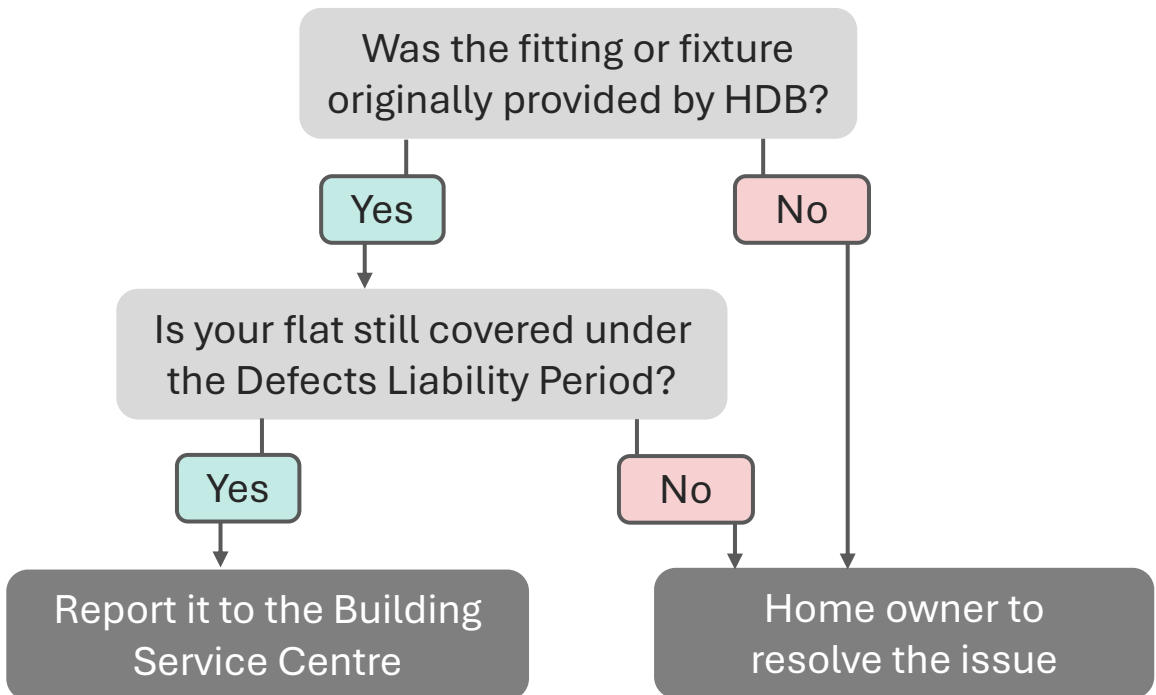 Was the fitting or fixture
originally provided by HDB?
Yes
No
Is your flat still covered under
the Defects Liability Period?
Yes
No
Report it to the Building
Service Centre
Home owner to
resolve the issue